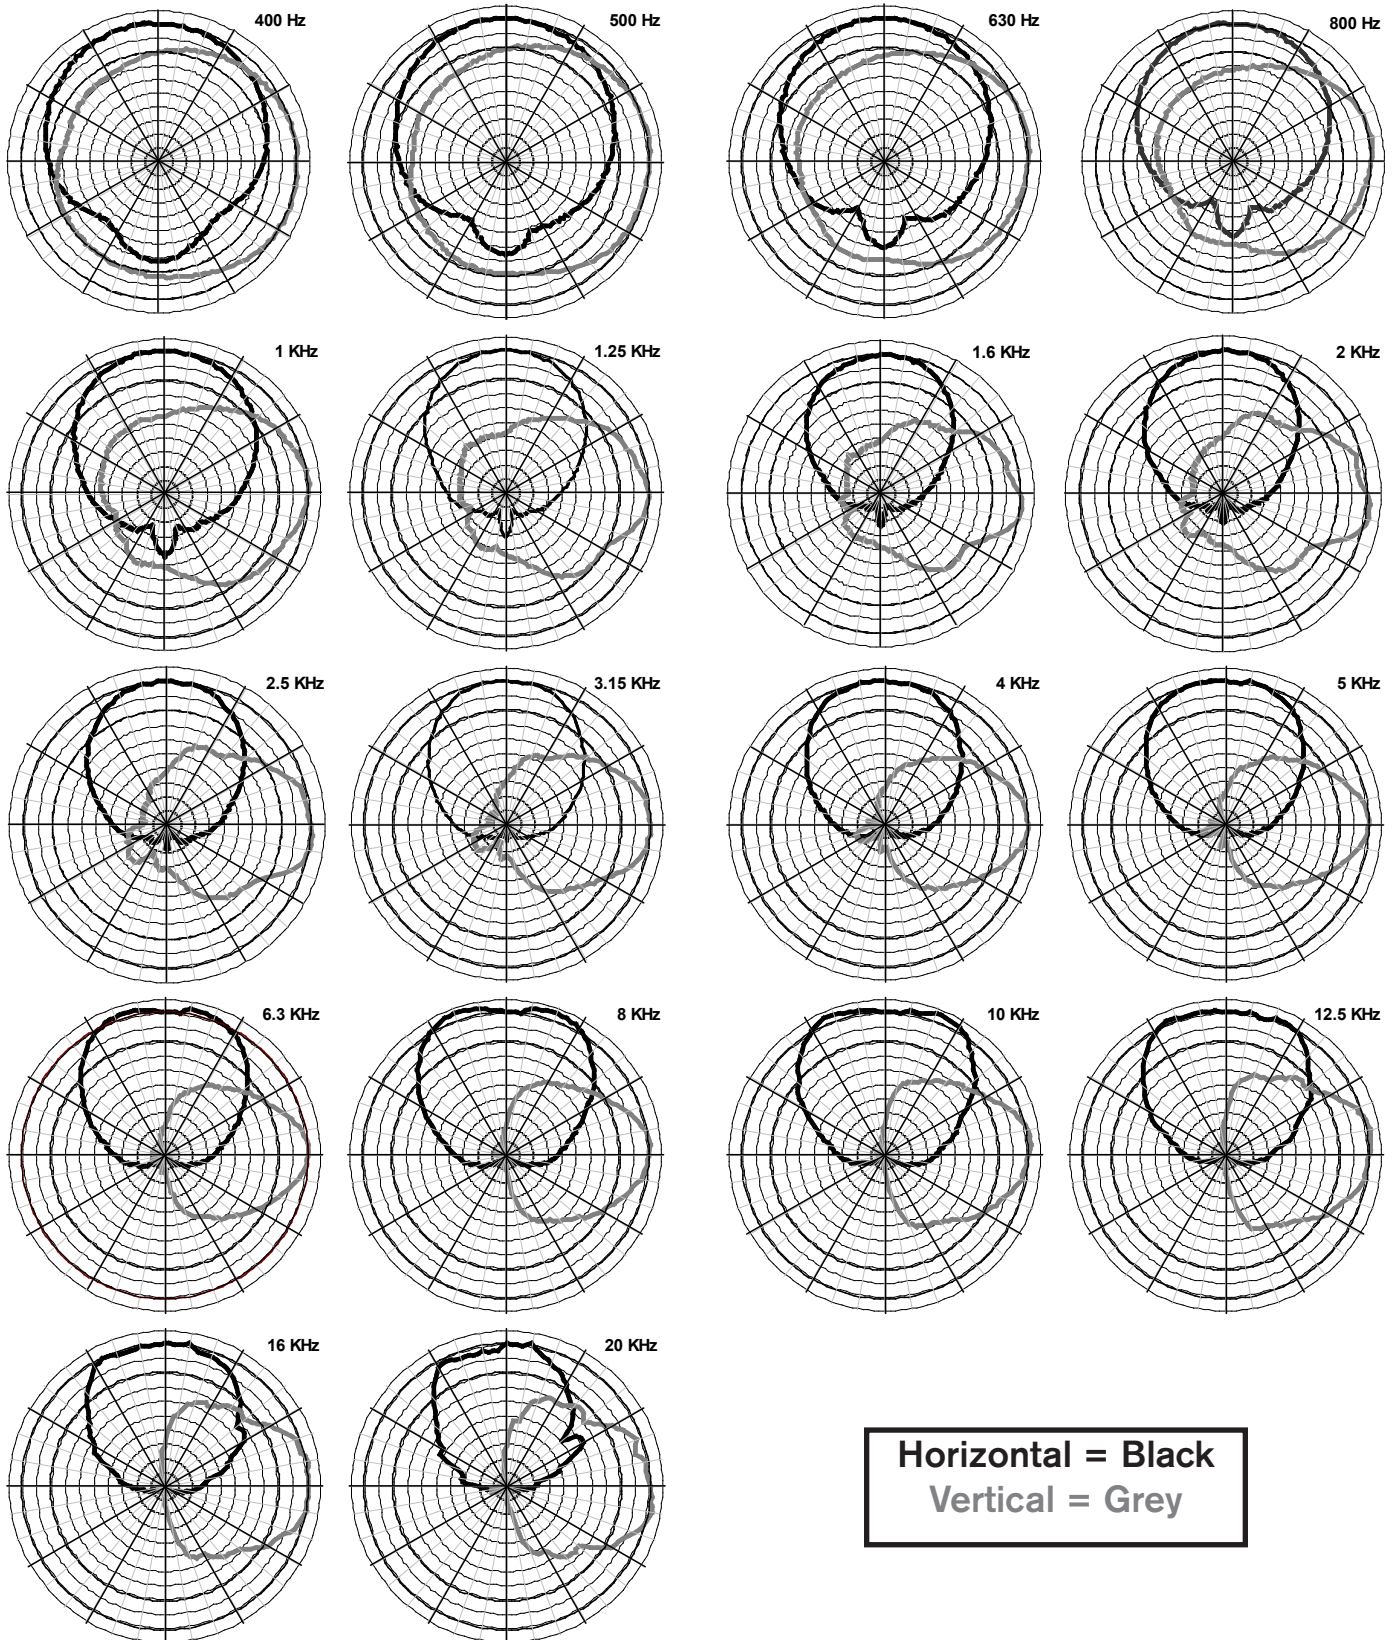 400 Hz
500 Hz
630 Hz
800 Hz
1 KHz
1.25 KHz
1.6 KHz
2 KHz
2.5 KHz
3.15 KHz
4 KHz
5 KHz
6.3 KHz
8 KHz
10 KHz
12.5 KHz
16 KHz
20 KHz
Horizontal = Black
Vertical = Grey